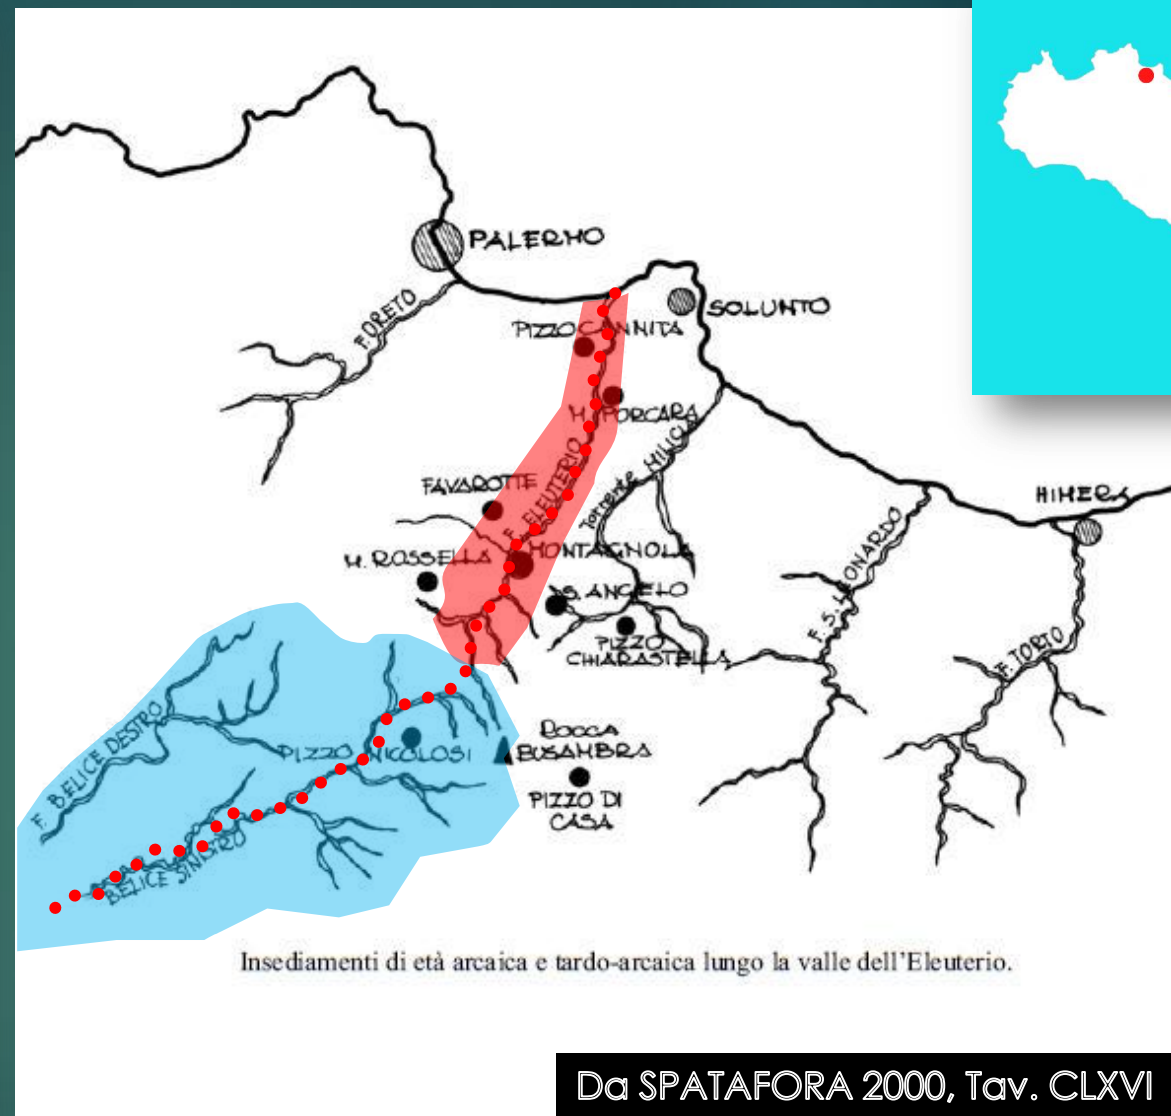 PALERMO
F. ORETO
SOLUNTO
PIZZO CANNITA
M. PORCARA
Torrente MILICIA
FAVAROTTE
F. ELEUTERIO
HIMERA
M. ROSSELLA
MONTAGNOLA
S. ANGELO
F. S. LEONARDO
PIZZO
CHIARASTELLA
F. TORTO
F. BELICE DESTRO
PIZZO NICOLOSI
ROCCA
BUSAMBRA
PIZZO DI
CASA
BELICE SINISTRO
Insediamenti di età arcaica e tardo-arcaica lungo la valle dell'Eleuterio.
Da SPATAFORA 2000, Tav. CLXVI